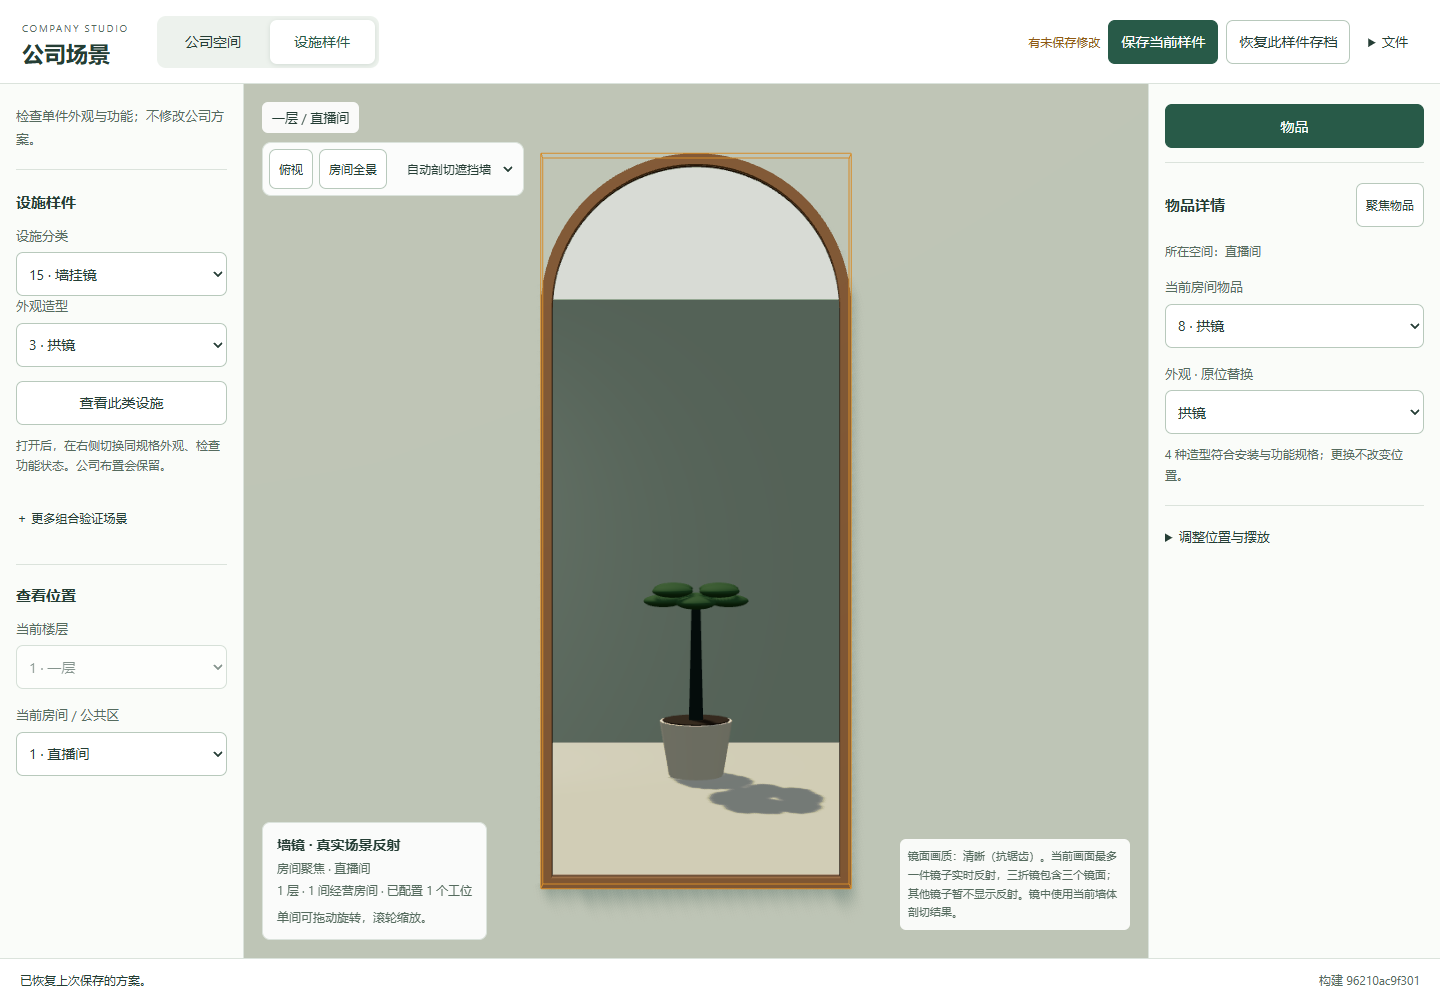 COMPANY STUDIO
公司场景
公司空间
设施样件
有未保存修改
保存当前样件
恢复此样件存档
▶ 文件
检查单件外观与功能；不修改公司方
案。
设施样件
设施分类
15 · 墙挂镜
外观造型
3 · 拱镜
查看此类设施
打开后，在右侧切换同规格外观、检查
功能状态。公司布置会保留。
+ 更多组合验证场景
查看位置
当前楼层
1 · 一层
当前房间 / 公共区
1 · 直播间
一层 / 直播间
俯视
房间全景
自动剖切遮挡墙
墙镜 · 真实场景反射
房间聚焦 · 直播间
1 层 · 1 间经营房间 · 已配置 1 个工位
单间可拖动旋转，滚轮缩放。
镜面画质：清晰（抗锯齿）。当前画面最多
一件镜子实时反射，三折镜包含三个镜面；
其他镜子暂不显示反射。镜中使用当前墙体
剖切结果。
物品
物品详情
聚焦物品
所在空间：直播间
当前房间物品
8 · 拱镜
外观 · 原位替换
拱镜
4 种造型符合安装与功能规格；更换不改变位
置。
▶ 调整位置与摆放
已恢复上次保存的方案。
构建 96210ac9f301